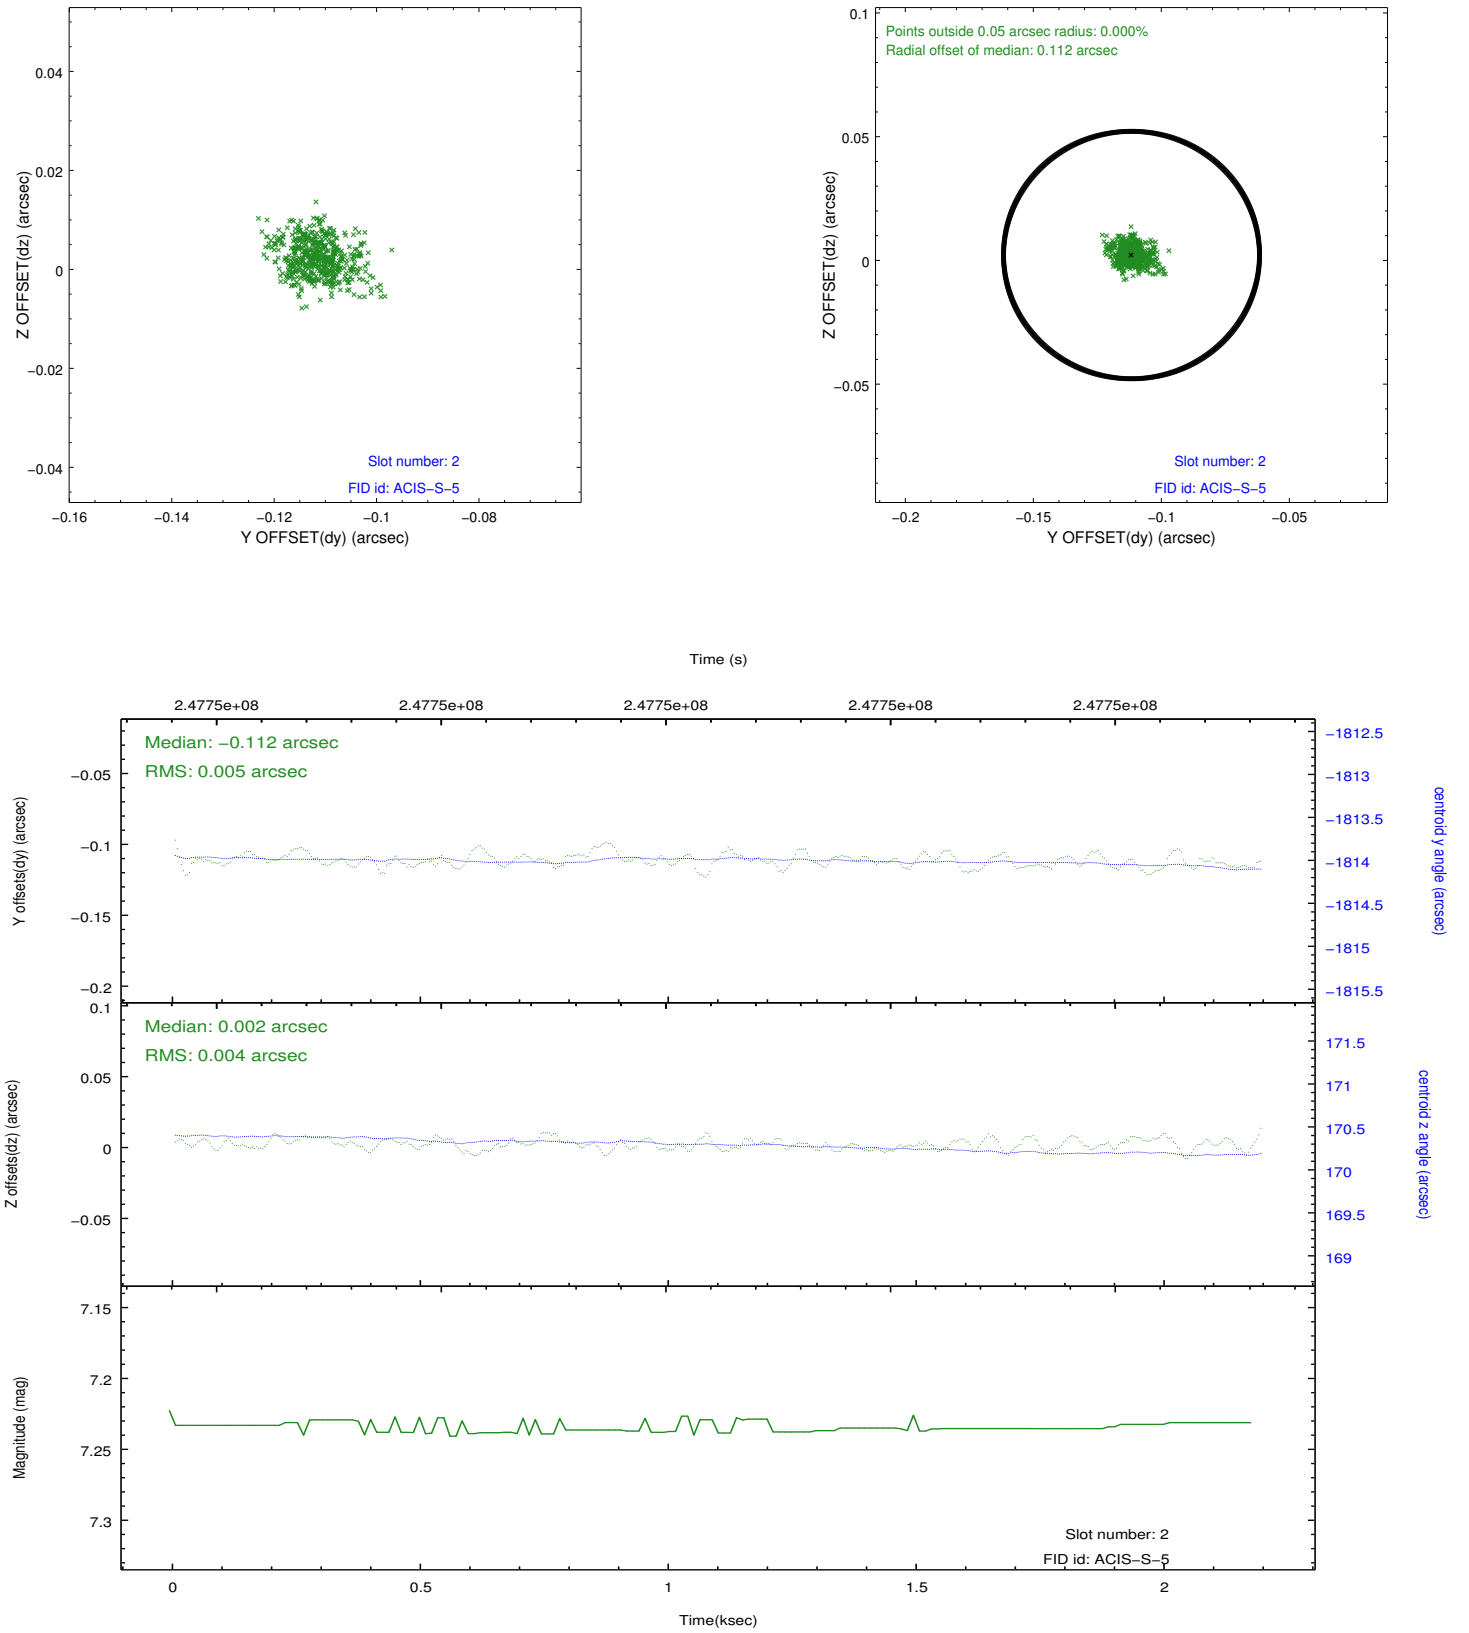 0.04
0.02
0
−0.02
−0.04
Z OFFSET(dz) (arcsec)
Slot number: 2
FID id: ACIS−S−5
−0.16
−0.14
−0.12
−0.1
−0.08
Y OFFSET(dy) (arcsec)
0.1
0.05
0
−0.05
Z OFFSET(dz) (arcsec)
Points outside 0.05 arcsec radius: 0.000%
Radial offset of median: 0.112 arcsec
Slot number: 2
FID id: ACIS−S−5
−0.2
−0.15
−0.1
−0.05
Y OFFSET(dy) (arcsec)
Time (s)
2.4775e+08
2.4775e+08
2.4775e+08
2.4775e+08
2.4775e+08
Median: −0.112 arcsec
RMS: 0.005 arcsec
−0.05
−0.1
−0.15
−0.2
Y offsets(dy) (arcsec)
−1812.5
−1813
−1813.5
−1814
−1814.5
−1815
−1815.5
centroid y angle (arcsec)
Median: 0.002 arcsec
RMS: 0.004 arcsec
0.1
0.05
0
−0.05
Z offsets(dz) (arcsec)
171.5
171
170.5
170
169.5
169
centroid z angle (arcsec)
7.15
7.2
7.25
7.3
Magnitude (mag)
Slot number: 2
FID id: ACIS−S−5
0
0.5
1
1.5
2
Time(ksec)